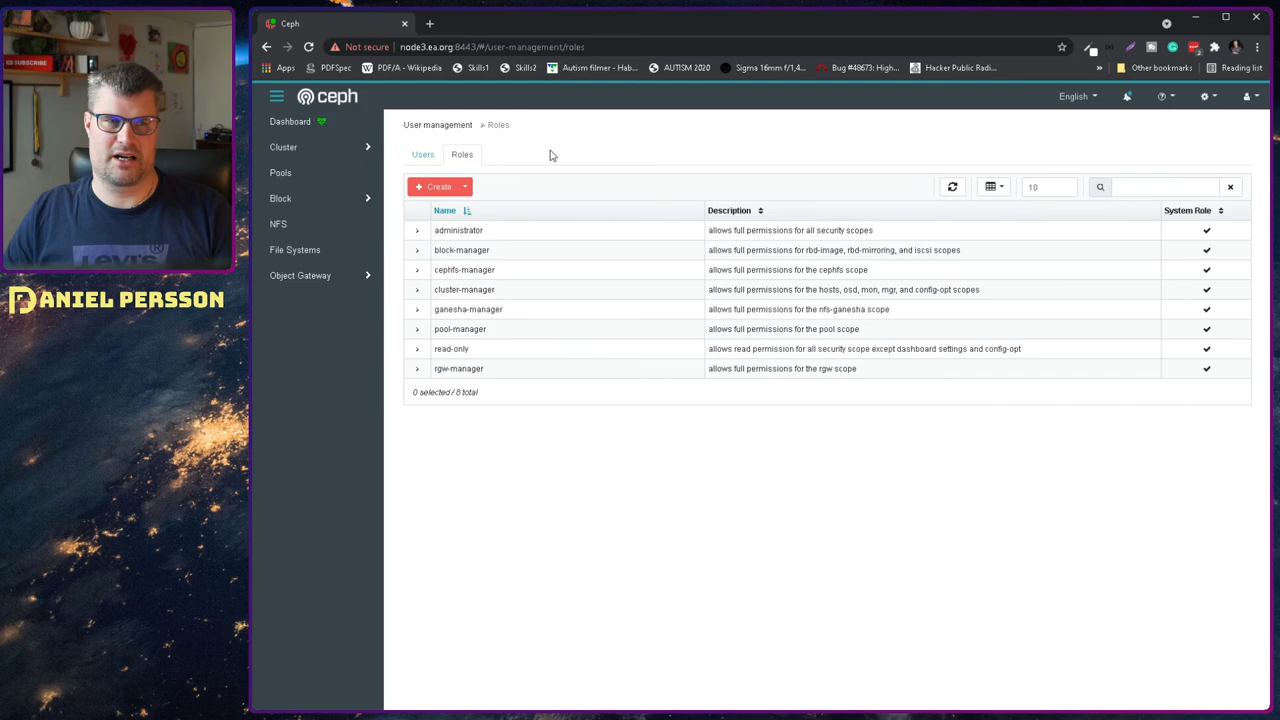 Ceph
Not secure
node3.ea.org:8443/#/user-management/roles
Apps
PDFSpec
PDF/A - Wikipedia
Skills1
Skills2
Autism filmer - Hab...
AUTISM 2020
Sigma 16mm f/1,4...
Bug #48673: High...
Hacker Public Radi...
»
Other bookmarks
Reading list
ceph
English
Dashboard
Cluster
Pools
Block
NFS
File Systems
Object Gateway
User management » Roles
Users
Roles
+ Create
10
Name
Description
System Role
administrator allows full permissions for all security scopes
block-manager allows full permissions for rbd-image, rbd-mirroring, and iscsi scopes
cephfs-manager allows full permissions for the cephfs scope
cluster-manager allows full permissions for the hosts, osd, mon, mgr, and config-opt scopes
ganesha-manager allows full permissions for the nfs-ganesha scope
pool-manager allows full permissions for the pool scope
read-only allows read permission for all security scope except dashboard settings and config-opt
rgw-manager allows full permissions for the rgw scope
0 selected / 8 total
DANIEL PERSSON
Levi's